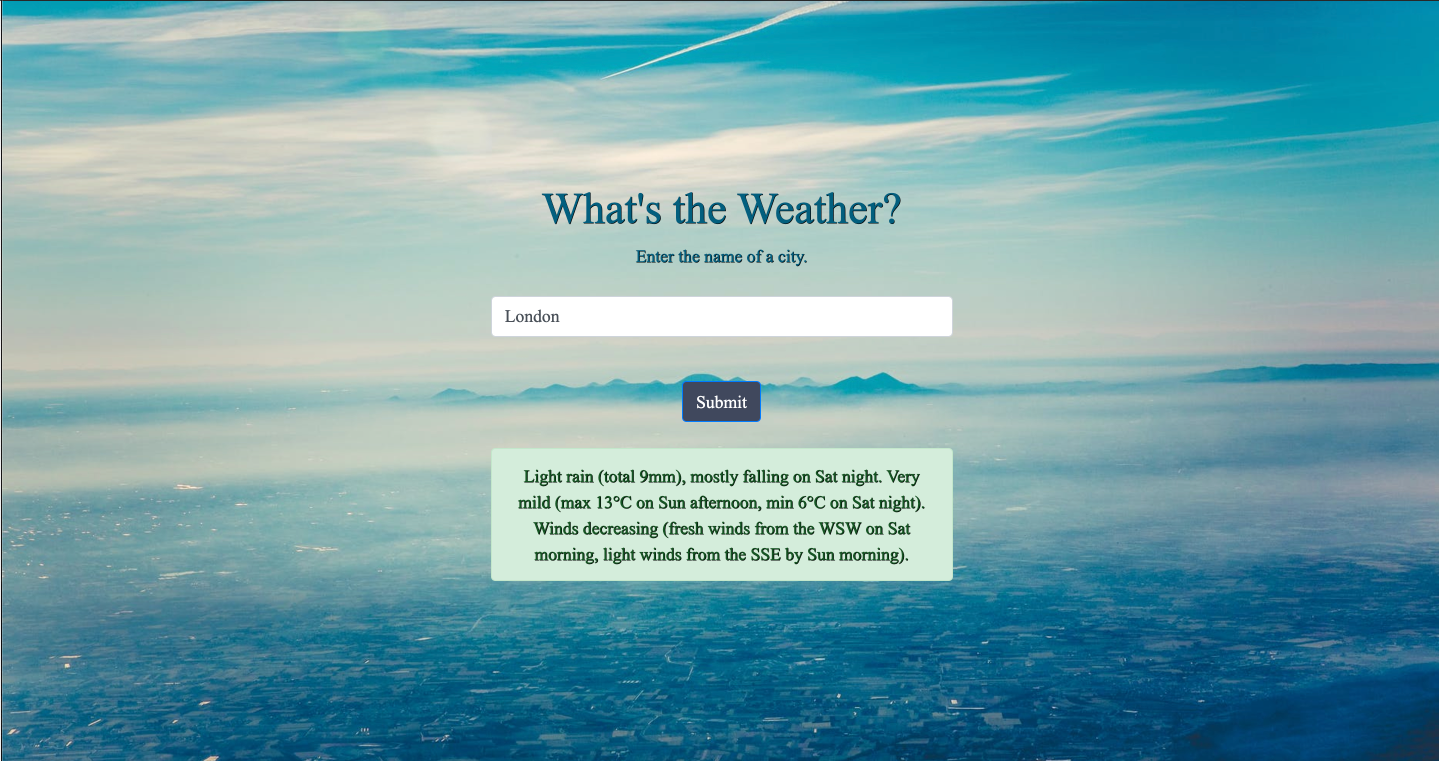 What's the Weather?
Enter the name of a city.
London
Submit
Light rain (total 9mm), mostly falling on Sat night. Very
mild (max 13°C on Sun afternoon, min 6°C on Sat night).
Winds decreasing (fresh winds from the WSW on Sat
morning, light winds from the SSE by Sun morning).